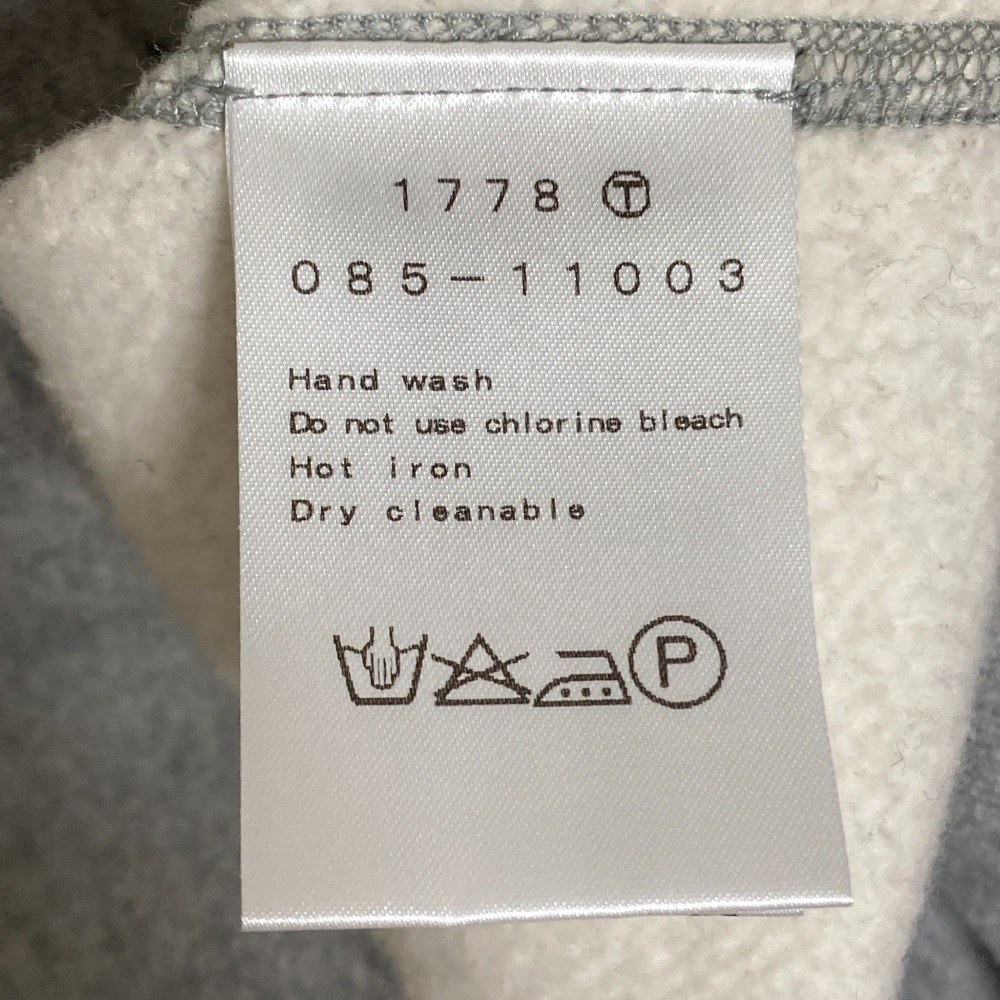 1778 Ⓣ
085-11003
Hand wash
Do not use chlorine bleach
Hot iron
Dry cleanable
P